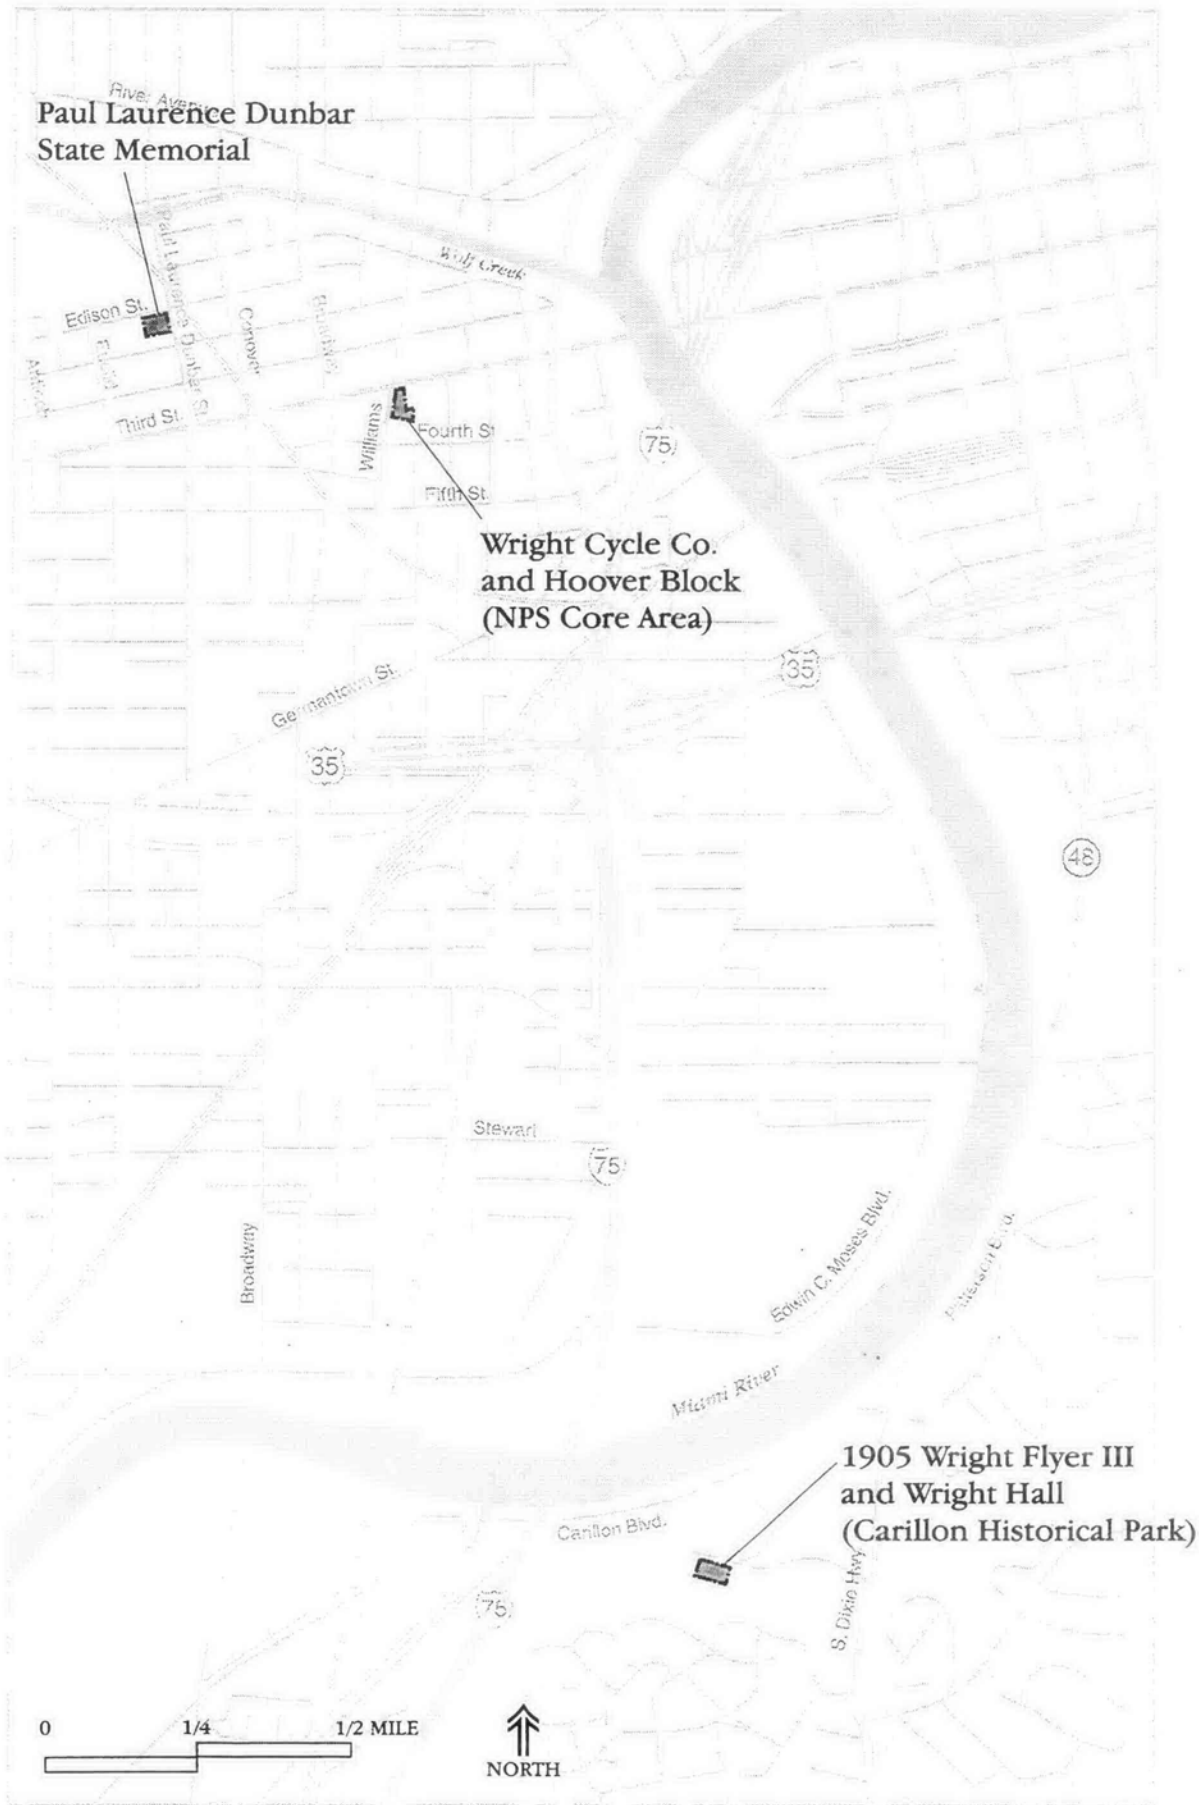 River Avenue
Paul Laurence Dunbar
State Memorial
Wolf Creek
Paul Laurence Dunbar St.
Edison St.
Conover
Third St.
Williams
Fourth St
75
Fifth St.
Wright Cycle Co.
and Hoover Block
(NPS Core Area)
35
Germantown St.
35
48
Stewart
75
Edwin C. Moses Blvd.
Patterson Blvd.
Broadway
Miami River
1905 Wright Flyer III
and Wright Hall
(Carillon Historical Park)
Carillon Blvd.
S. Dixie Hwy
75
0 1/4 1/2 MILE
NORTH